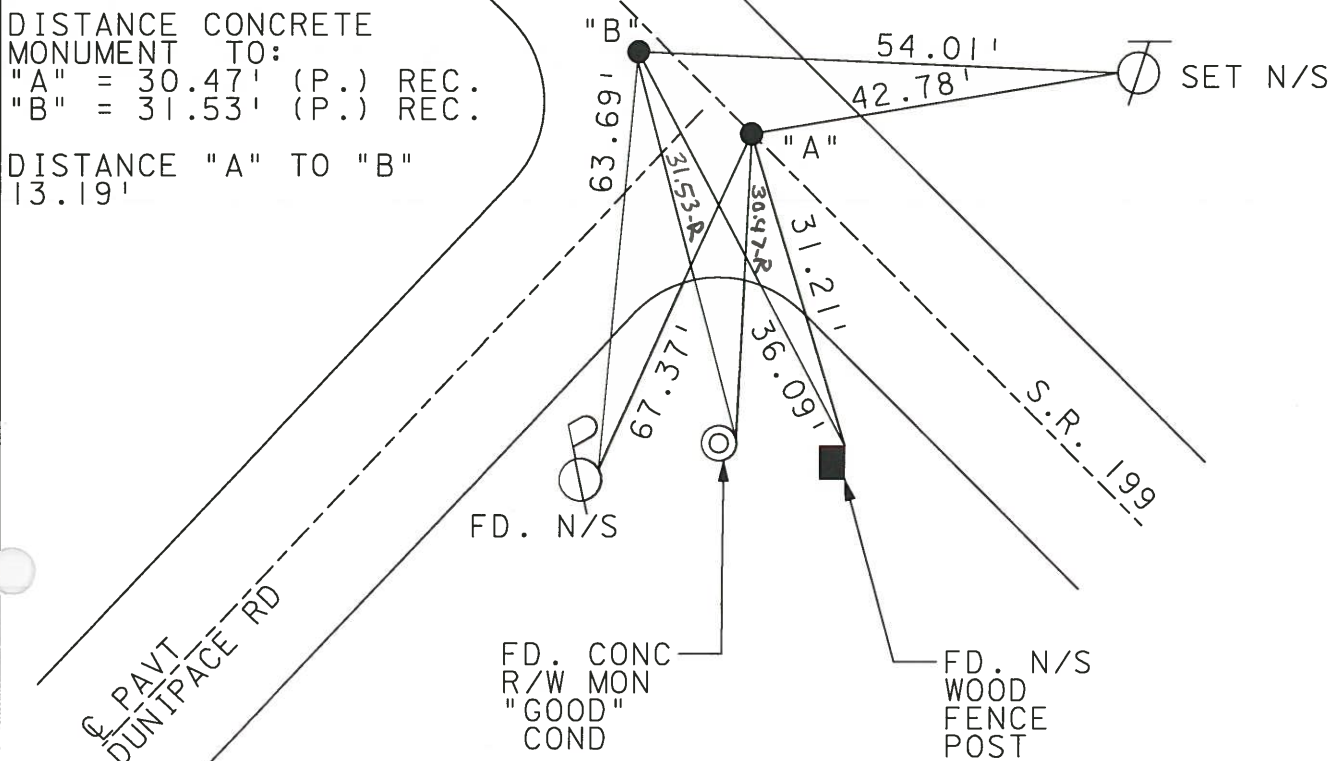 DISTANCE CONCRETE
MONUMENT TO:
"A" = 30.47' (P.) REC.
"B" = 31.53' (P.) REC.
DISTANCE "A" TO "B"
13.19'
"B"
54.01'
42.78'
SET N/S
"A"
63.69'
31.53-R
30.47-R
31.21'
67.37'
36.09'
S.R. 199
FD. N/S
℄ PAVT
DUNIPACE RD
FD. CONC
R/W MON
"GOOD"
COND
FD. N/S
WOOD
FENCE
POST